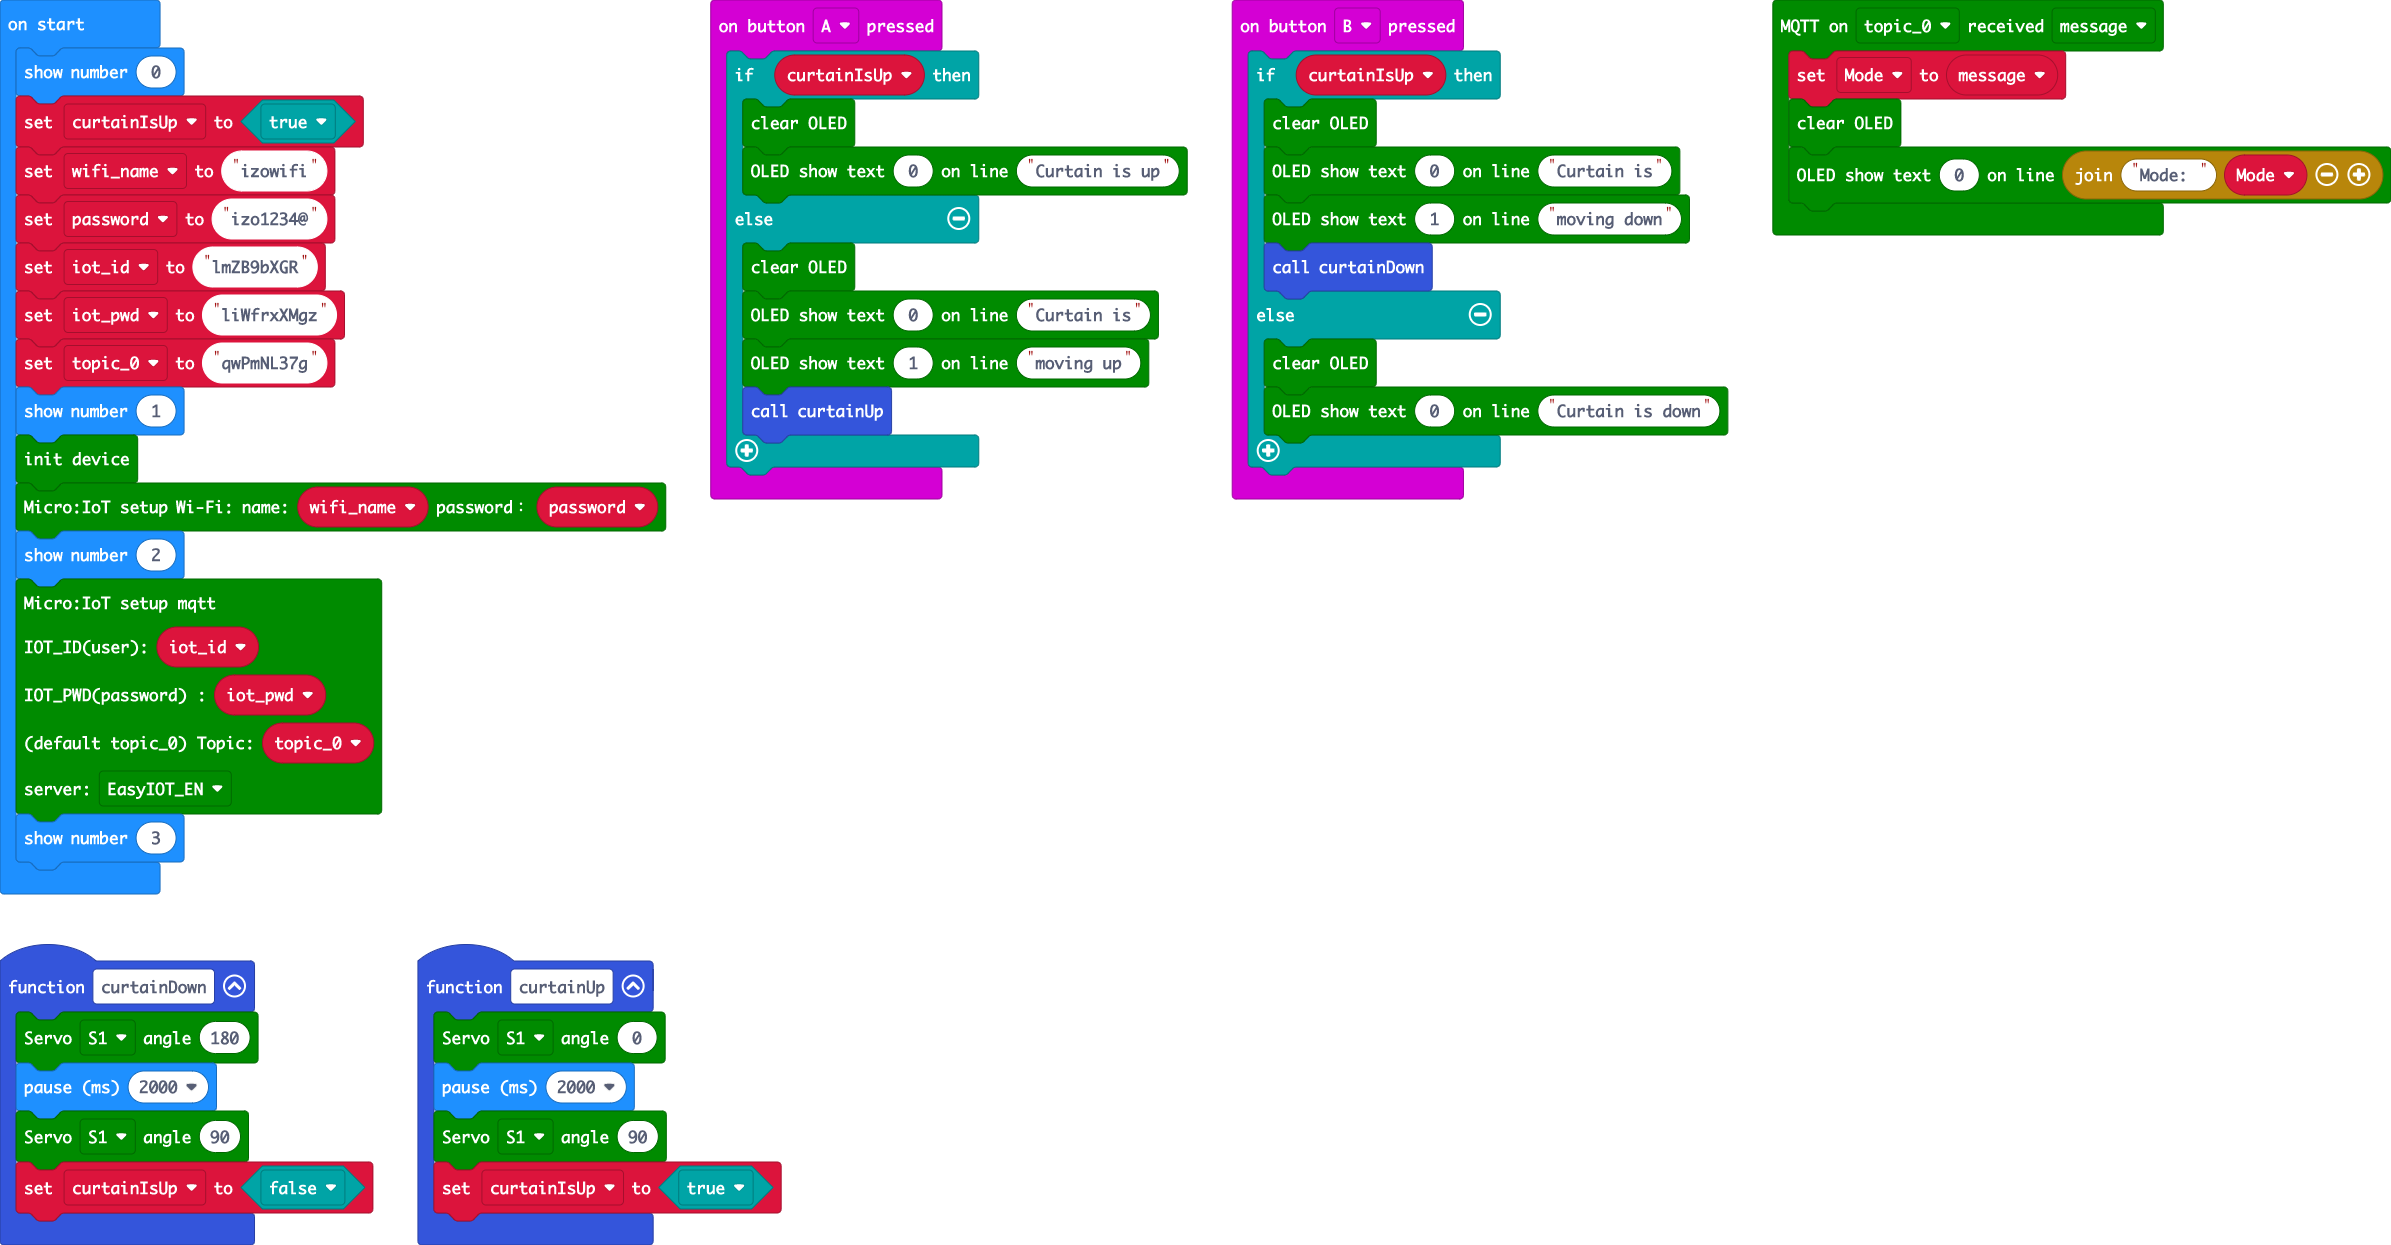 on start
show number 0
set curtainIsUp to true
set wifi_name to "izowifi"
set password to "izo1234@"
set iot_id to "lmZB9bXGR"
set iot_pwd to "liWfrxXMgz"
set topic_0 to "qwPmNL37g"
show number 1
init device
Micro:IoT setup Wi-Fi: name: wifi_name password: password
show number 2
Micro:IoT setup mqtt
IOT_ID(user): iot_id
IOT_PWD(password) : iot_pwd
(default topic_0) Topic: topic_0
server: EasyIOT_EN
show number 3
on button A pressed
if curtainIsUp then
clear OLED
OLED show text 0 on line "Curtain is up"
else
clear OLED
OLED show text 0 on line "Curtain is"
OLED show text 1 on line "moving up"
call curtainUp
on button B pressed
if curtainIsUp then
clear OLED
OLED show text 0 on line "Curtain is"
OLED show text 1 on line "moving down"
call curtainDown
else
clear OLED
OLED show text 0 on line "Curtain is down"
MQTT on topic_0 received message
set Mode to message
clear OLED
OLED show text 0 on line join "Mode: " Mode
function curtainDown
Servo S1 angle 180
pause (ms) 2000
Servo S1 angle 90
set curtainIsUp to false
function curtainUp
Servo S1 angle 0
pause (ms) 2000
Servo S1 angle 90
set curtainIsUp to true